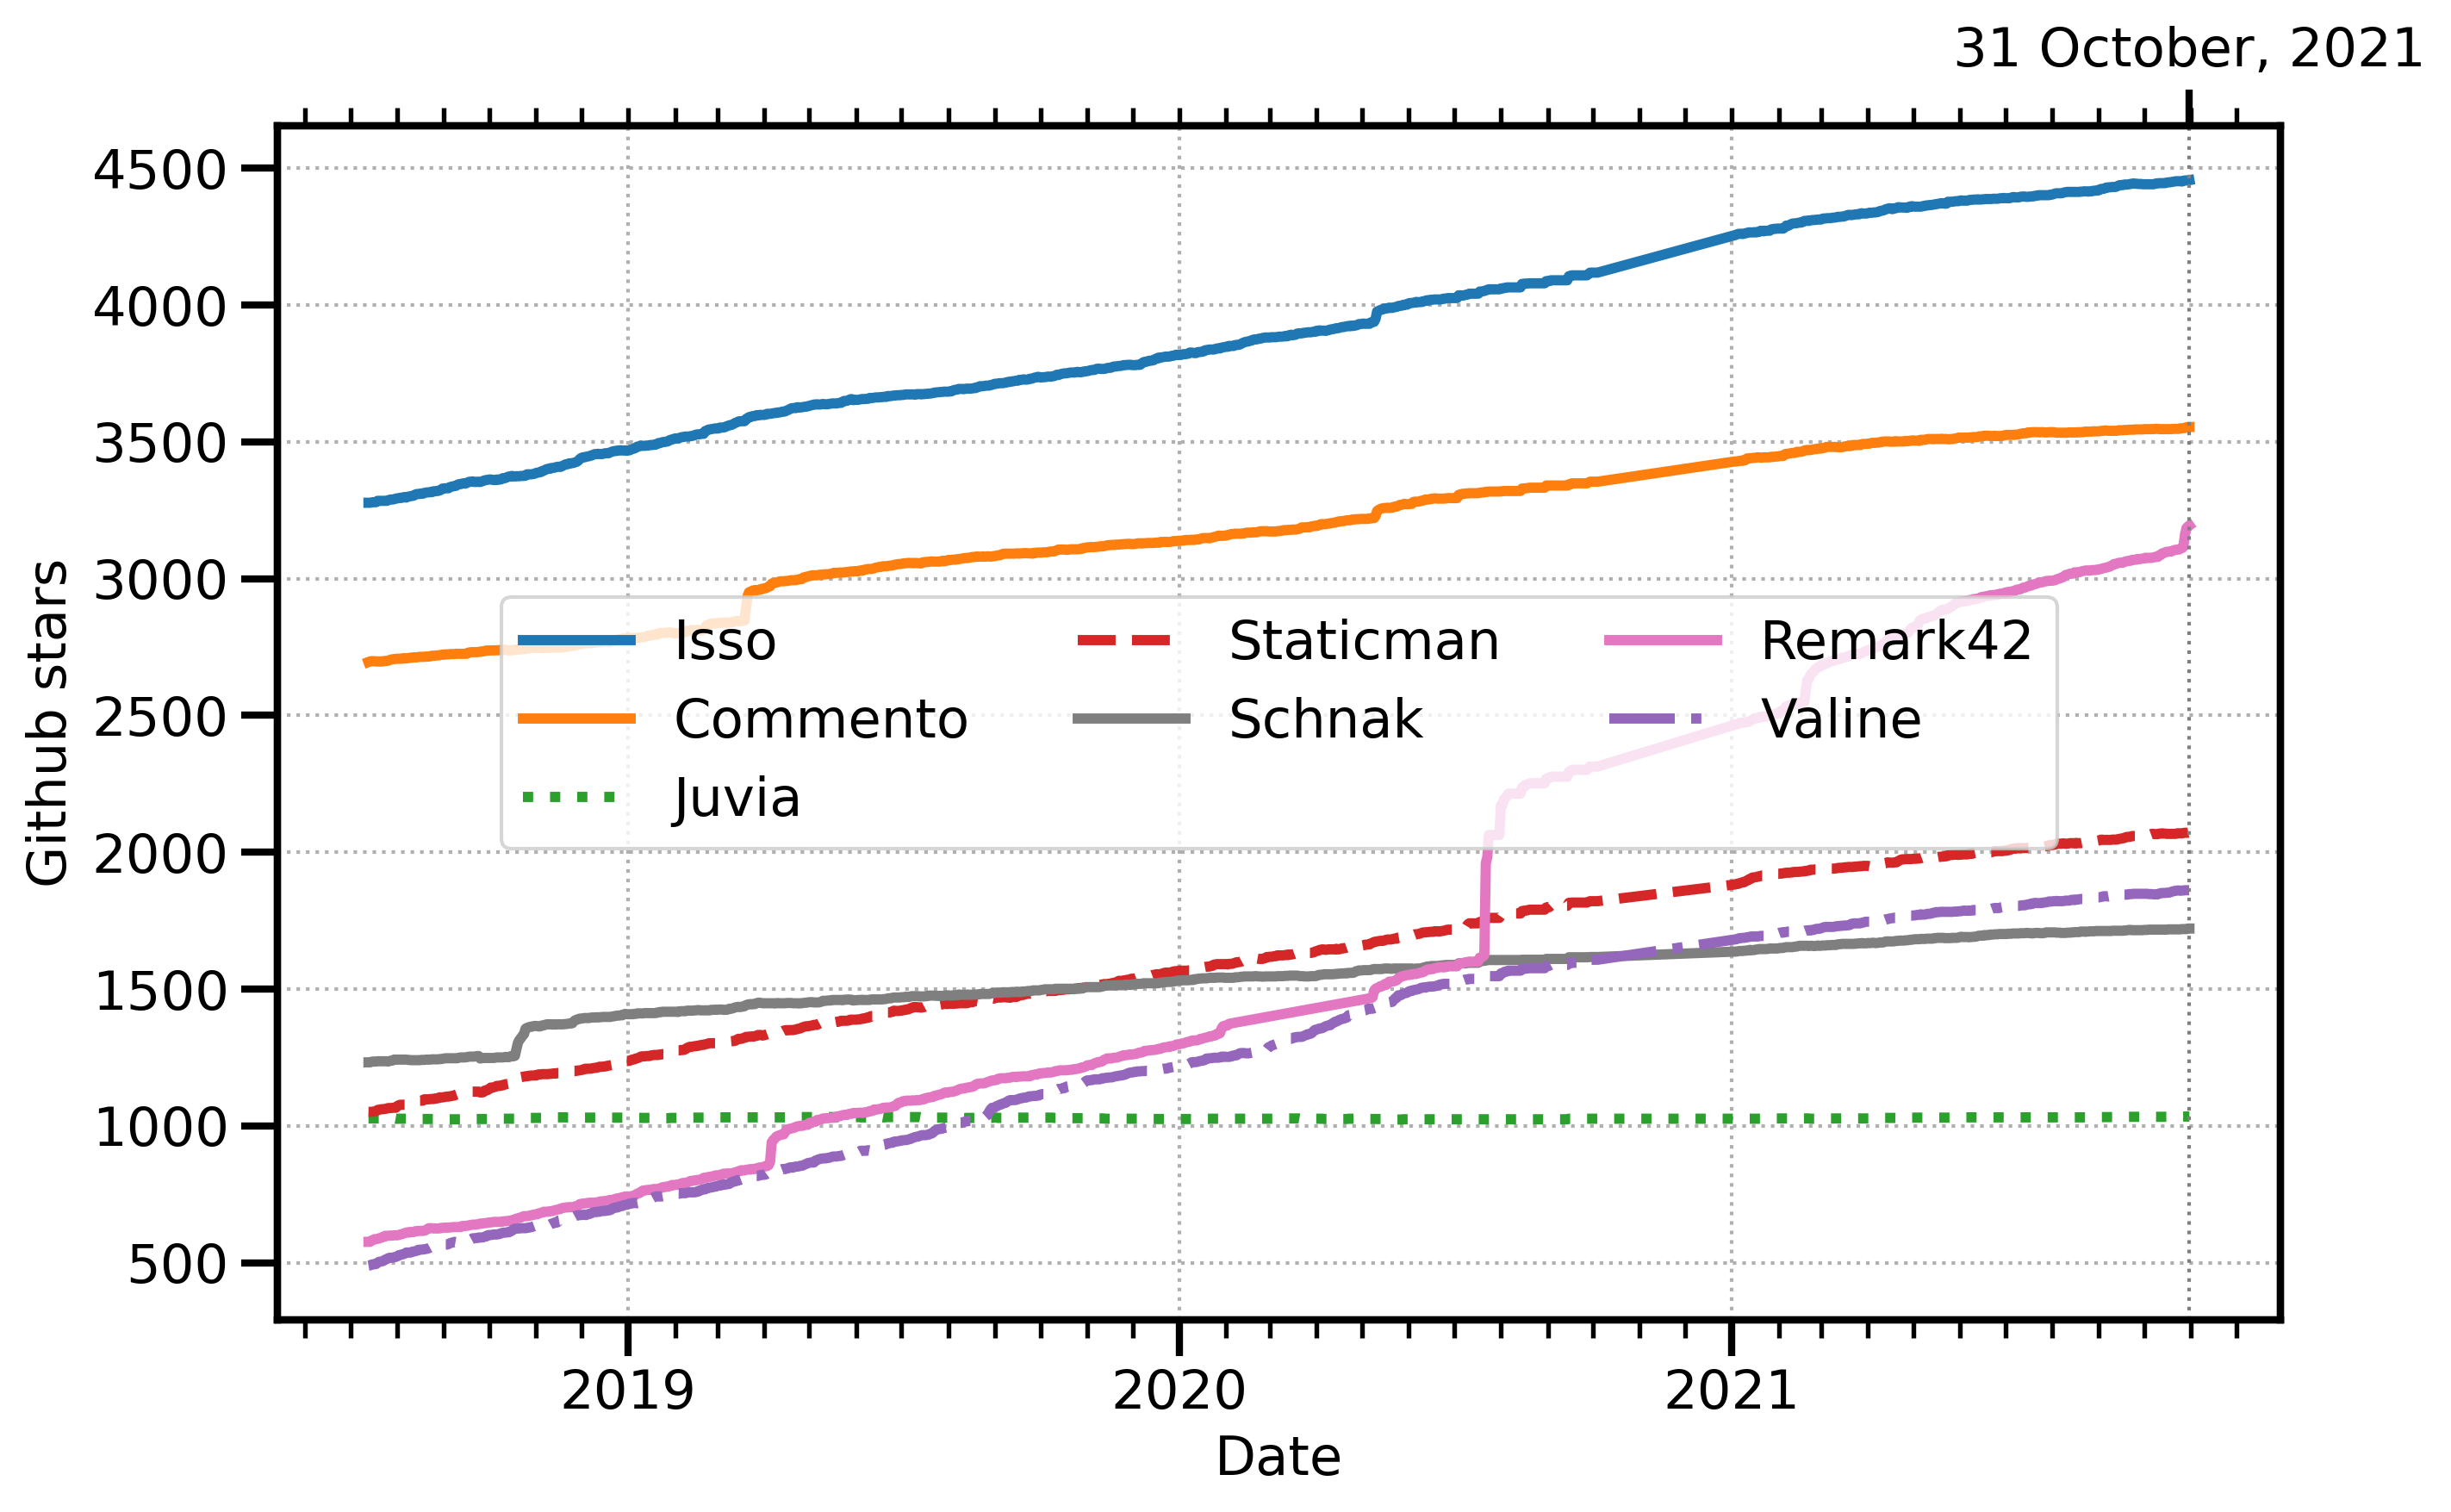 31 October, 2021
4500
4000
3500
3000
2500
2000
1500
1000
500
Github stars
Isso
Commento
Juvia
Staticman
Schnak
Remark42
Valine
2019
2020
2021
Date